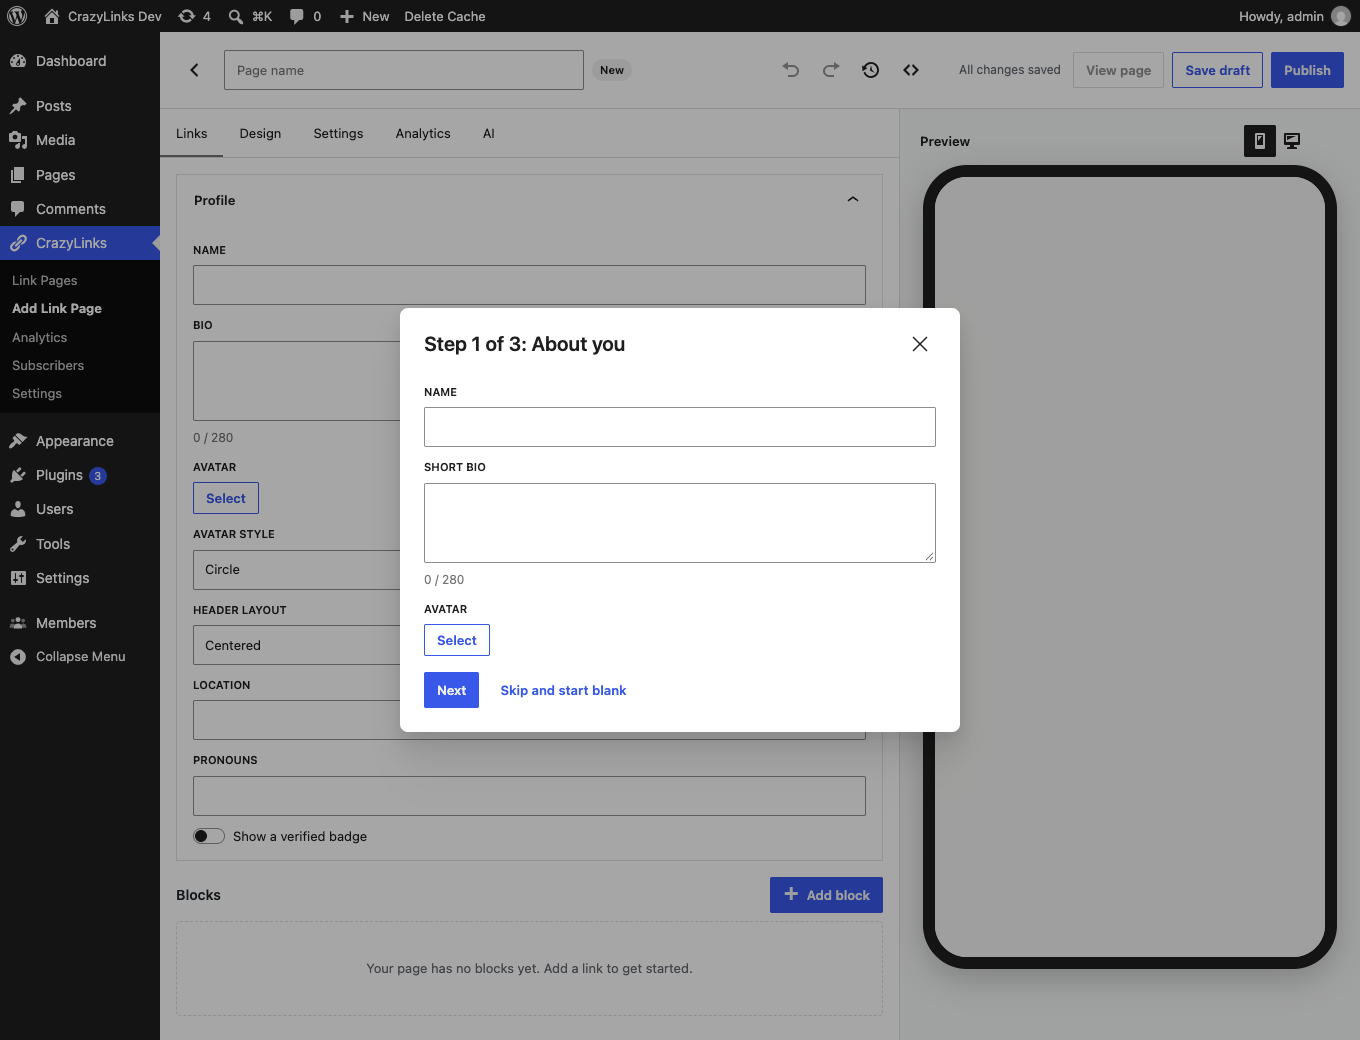 CrazyLinks Dev 4 ⌘K 0 New Delete Cache Howdy, admin
Dashboard
Posts
Media
Pages
Comments
CrazyLinks
Link Pages
Add Link Page
Analytics
Subscribers
Settings
Appearance
Plugins 3
Users
Tools
Settings
Members
Collapse Menu
Page name New All changes saved View page Save draft Publish
Links Design Settings Analytics AI
Profile
NAME
BIO
0 / 280
AVATAR
Select
AVATAR STYLE
Circle
HEADER LAYOUT
Centered
LOCATION
PRONOUNS
Show a verified badge
Blocks Add block
Your page has no blocks yet. Add a link to get started.
Preview
Step 1 of 3: About you
NAME
SHORT BIO
0 / 280
AVATAR
Select
Next Skip and start blank